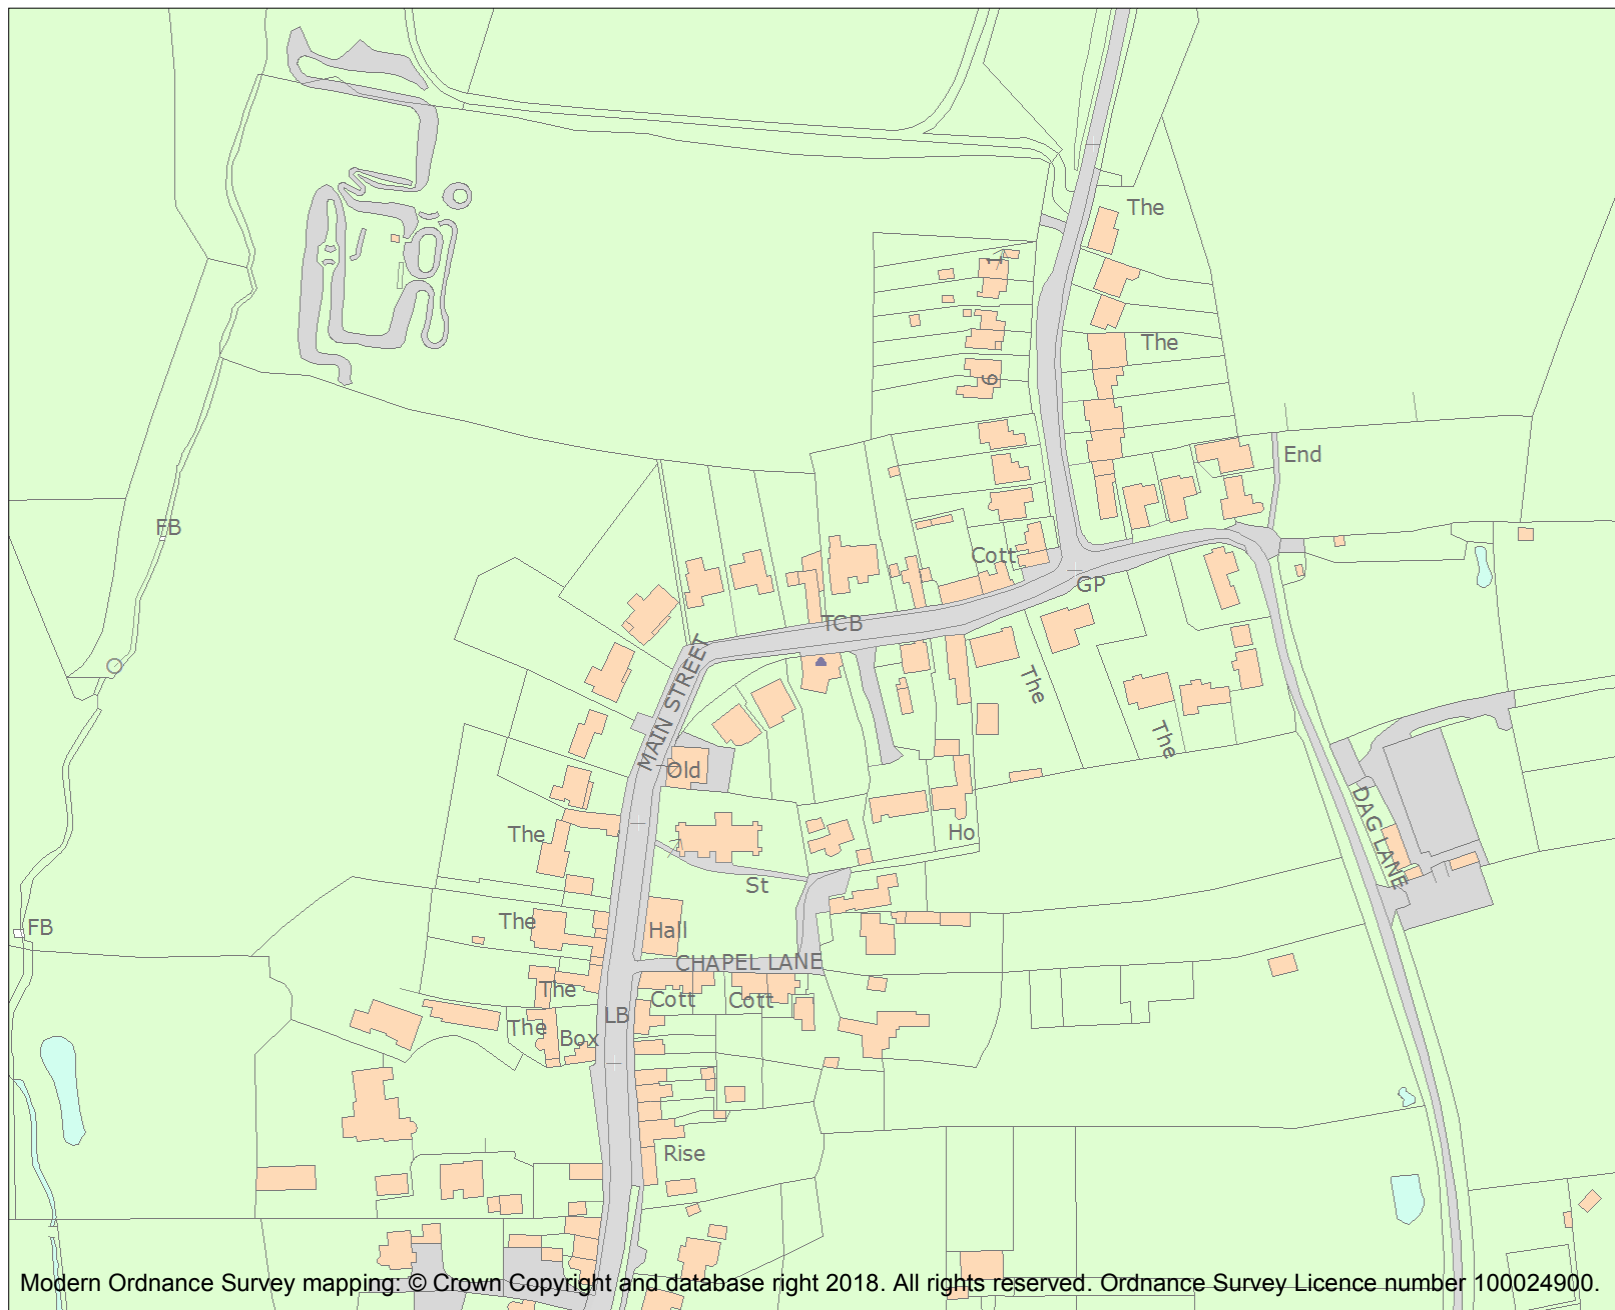 The
1
The
6
End
FB
Cott
GP
TCB
MAIN STREET
The
The
Old
DAG LANE
The
Ho
St
The
FB
Hall
CHAPEL LANE
The
Cott
Cott
The
Box
LB
Rise
Modern Ordnance Survey mapping: © Crown Copyright and database right 2018. All rights reserved. Ordnance Survey Licence number 100024900.